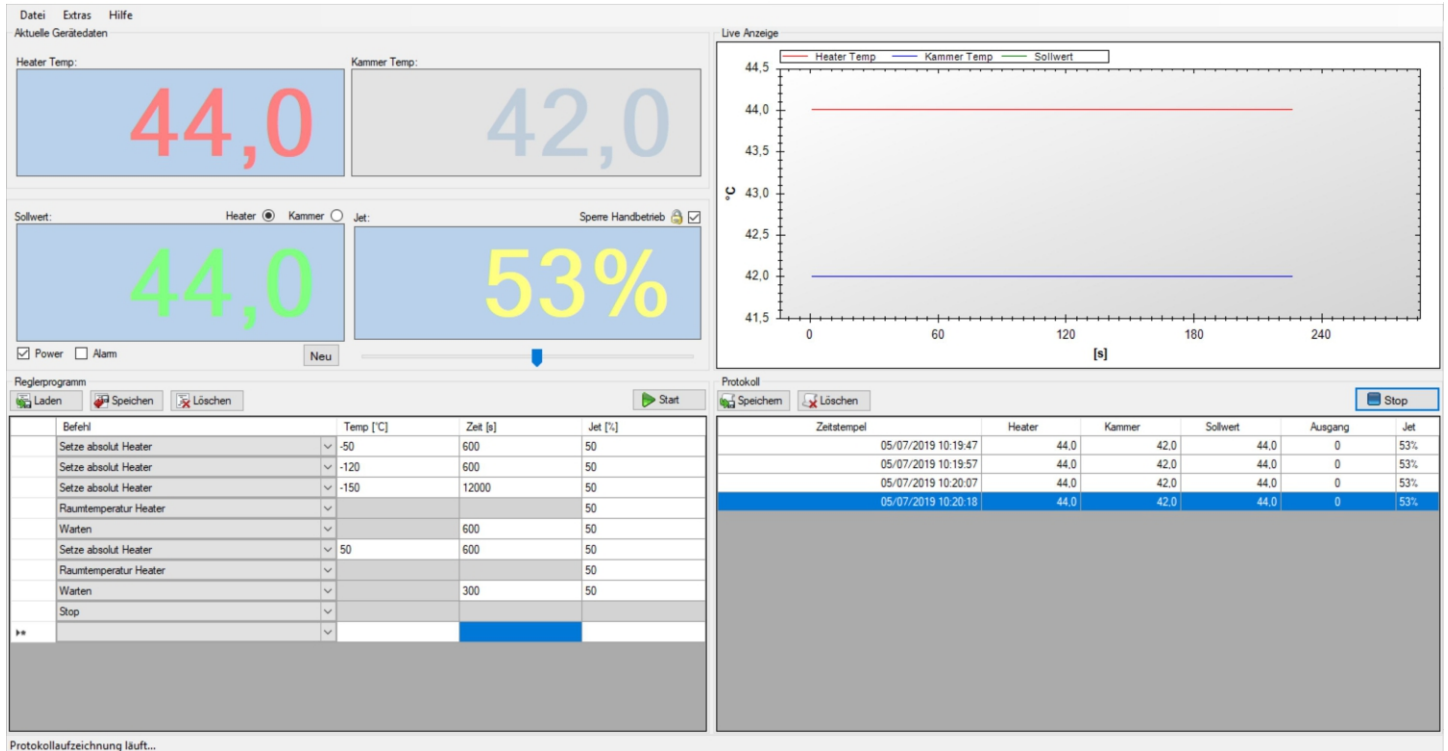 Datei Extras Hilfe
Aktuelle Gerätedaten
Heater Temp:
44,0
Kammer Temp:
42,0
Sollwert:
Heater Kammer
44,0
Jet:
Sperre Handbetrieb
53%
Power Alarm Neu
Live Anzeige
Heater Temp Kammer Temp Sollwert
°C
44,5
44,0
43,5
43,0
42,5
42,0
41,5
0 60 120 180 240
[s]
Reglerprogramm
Laden Speichen Löschen Start
Befehl Temp [°C] Zeit [s] Jet [%]
Setze absolut Heater -50 600 50
Setze absolut Heater -120 600 50
Setze absolut Heater -150 12000 50
Raumtemperatur Heater 50
Warten 600 50
Setze absolut Heater 50 600 50
Raumtemperatur Heater 50
Warten 300 50
Stop
Protokoll
Speichern Löschen Stop
Zeitstempel Heater Kammer Sollwert Ausgang Jet
05/07/2019 10:19:47 44,0 42,0 44,0 0 53%
05/07/2019 10:19:57 44,0 42,0 44,0 0 53%
05/07/2019 10:20:07 44,0 42,0 44,0 0 53%
05/07/2019 10:20:18 44,0 42,0 44,0 0 53%
Protokollaufzeichnung läuft...